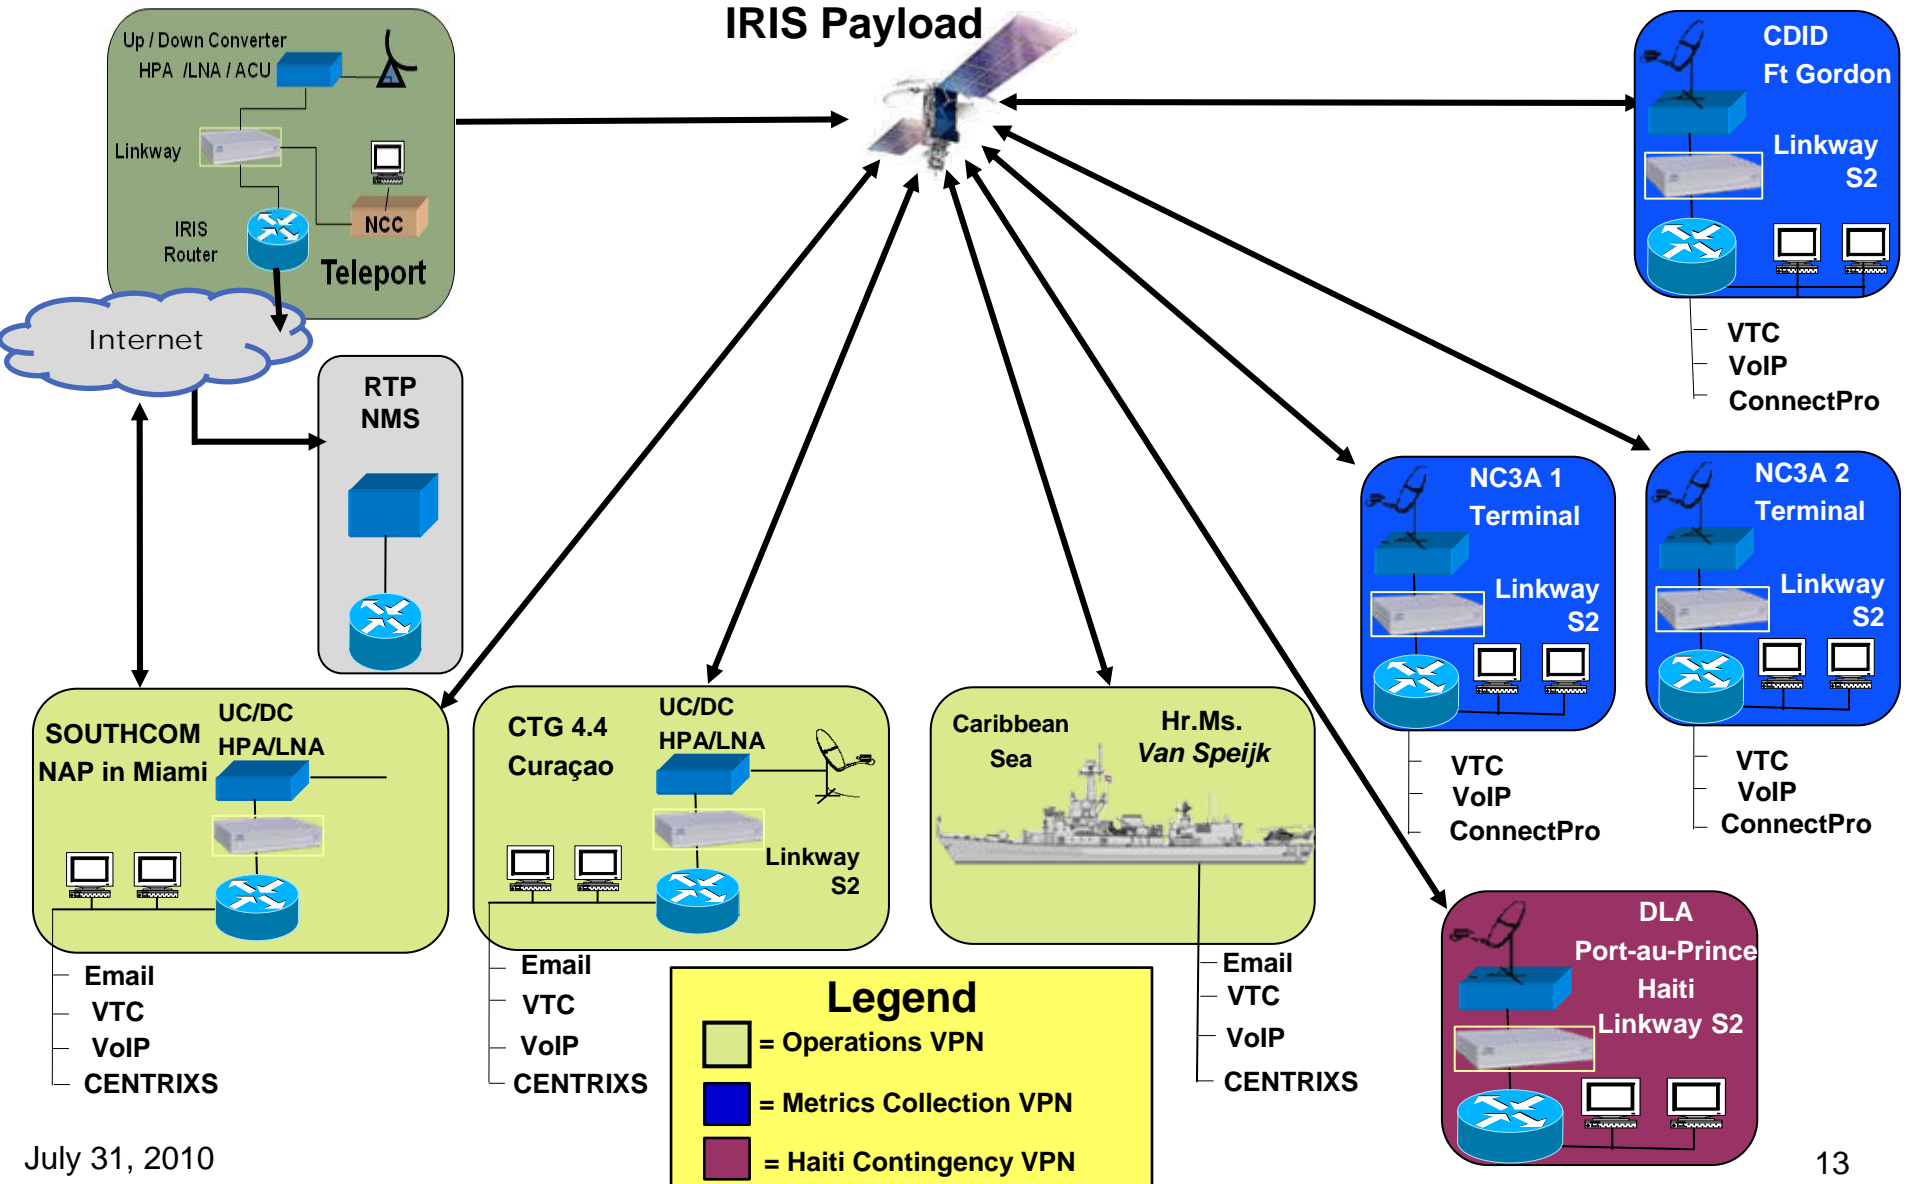 IRIS Payload
Up / Down Converter
HPA /LNA / ACU
Linkway
NCC
IRIS
Router
Teleport
Internet
RTP
NMS
CDID
Ft Gordon
Linkway
S2
VTC
VoIP
ConnectPro
NC3A 1
Terminal
Linkway
S2
VTC
VoIP
ConnectPro
NC3A 2
Terminal
Linkway
S2
VTC
VoIP
ConnectPro
SOUTHCOM
NAP in Miami
UC/DC
HPA/LNA
Email
VTC
VoIP
CENTRIXS
CTG 4.4
Curaçao
UC/DC
HPA/LNA
Linkway
S2
Email
VTC
VoIP
CENTRIXS
Caribbean
Sea
Hr.Ms.
Van Speijk
Email
VTC
VoIP
CENTRIXS
DLA
Port-au-Prince
Haiti
Linkway S2
Legend
= Operations VPN
= Metrics Collection VPN
= Haiti Contingency VPN
July 31, 2010
13